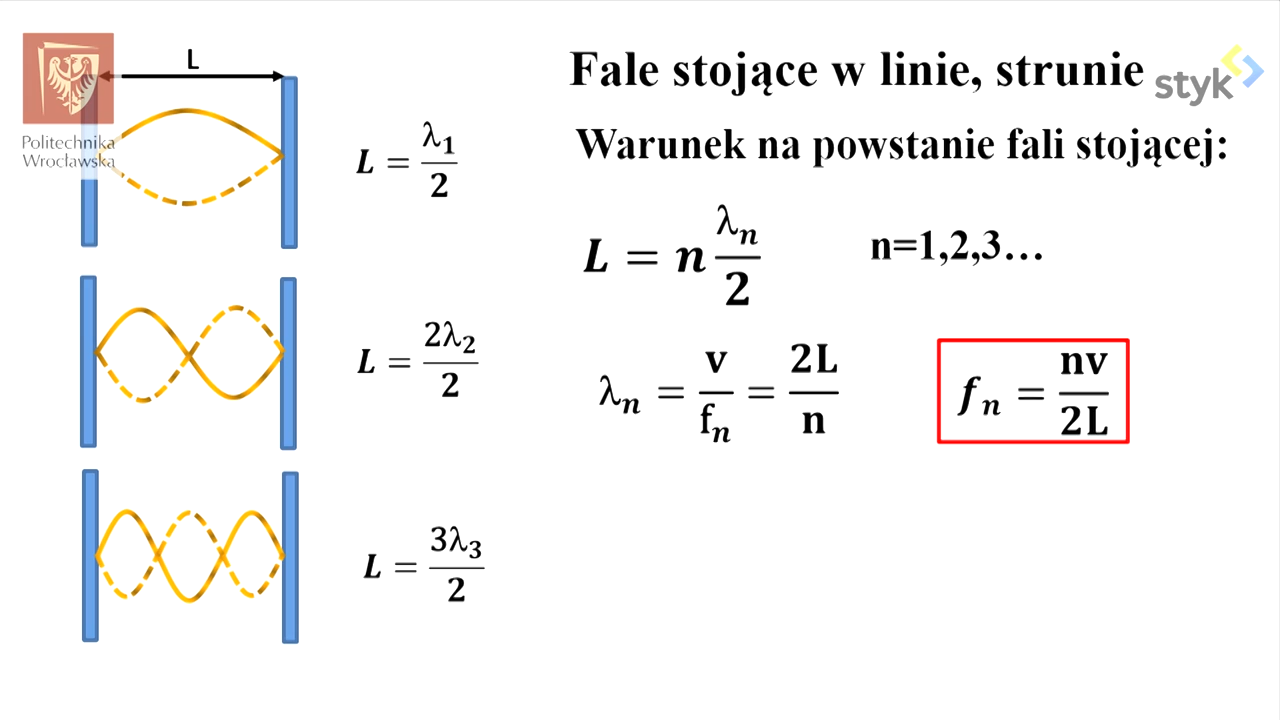 L
Politechnika
Wrocławska
L = λ₁/2
L = 2λ₂/2
L = 3λ₃/2
Fale stojące w linie, strunie
styk
Warunek na powstanie fali stojącej:
L = n λₙ/2 n=1,2,3…
λₙ = v/fₙ = 2L/n
fₙ = nv/2L